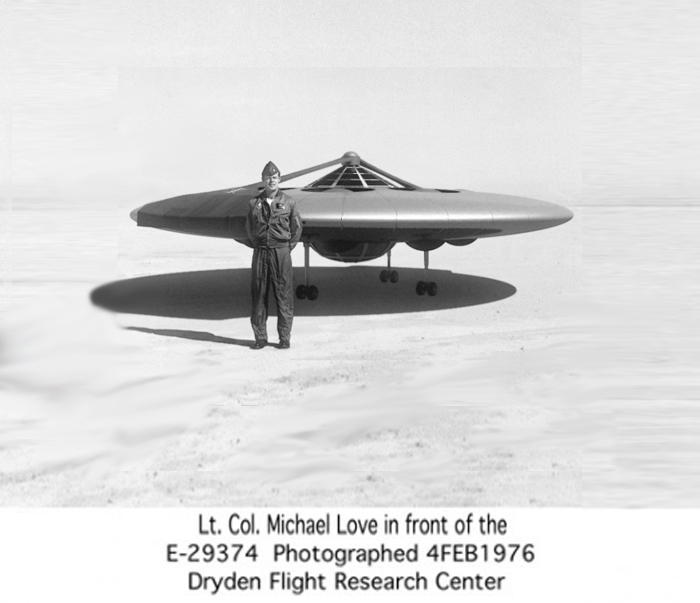 Lt. Col. Michael Love in front of the
E-29374 Photographed 4FEB1976
Dryden Flight Research Center